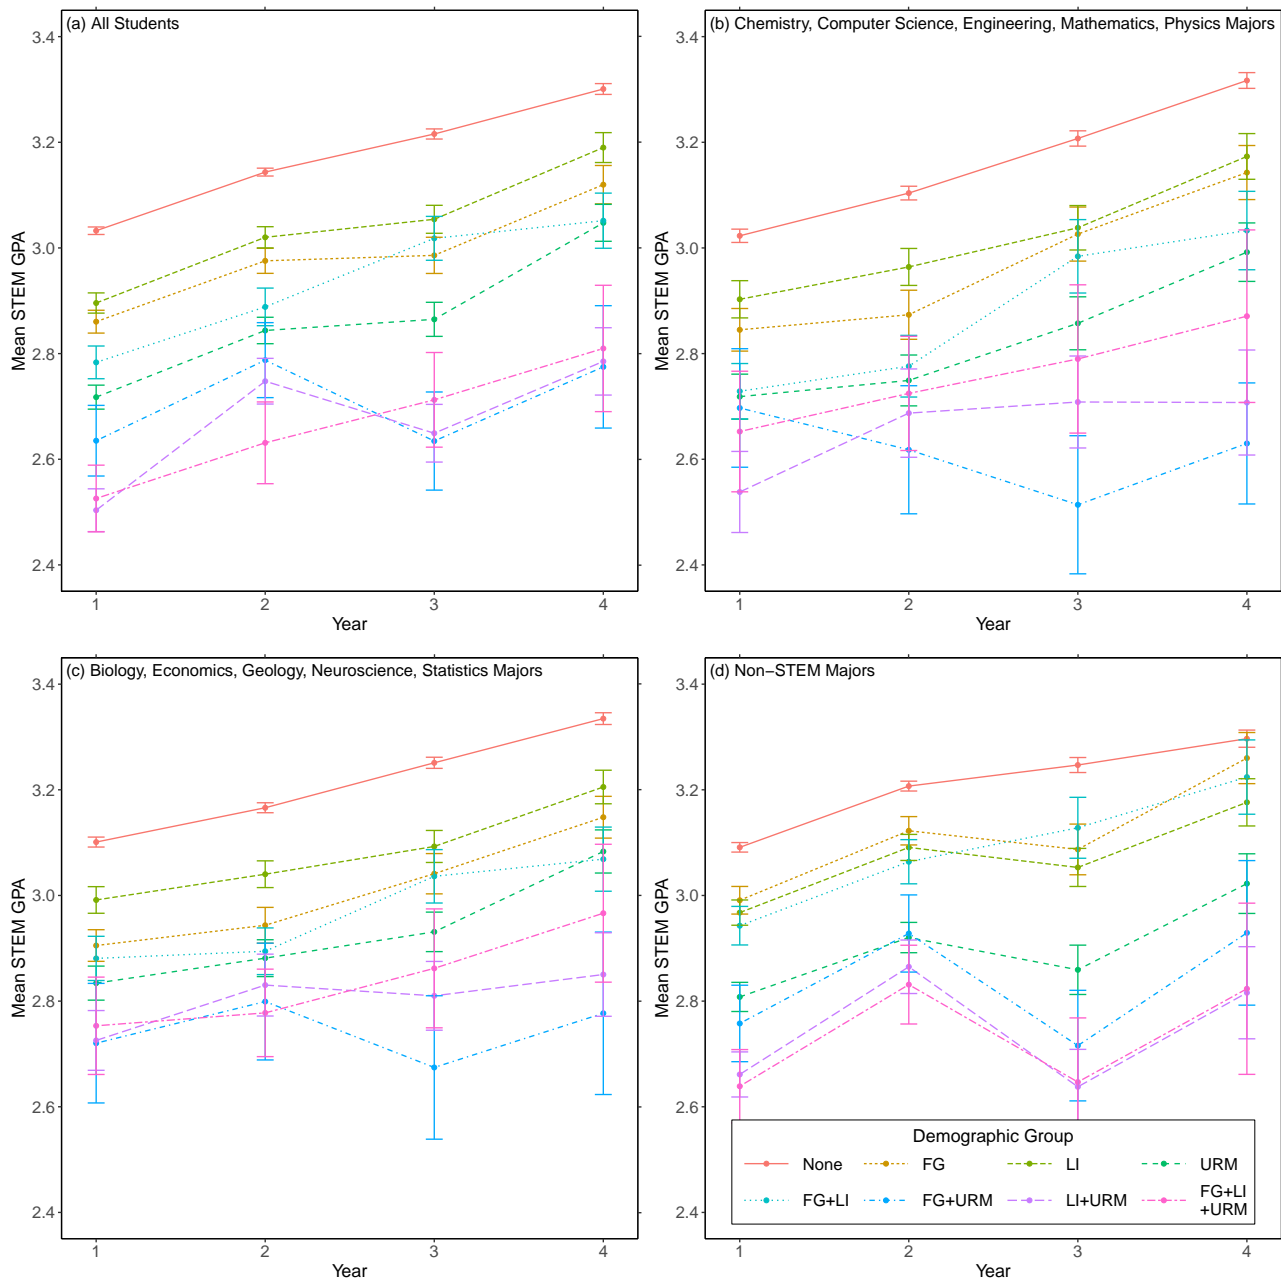 (a) All Students
3.4
3.2
3.0
2.8
2.6
2.4
Mean STEM GPA
1 2 3 4
Year
(b) Chemistry, Computer Science, Engineering, Mathematics, Physics Majors
3.4
3.2
3.0
2.8
2.6
2.4
Mean STEM GPA
1 2 3 4
Year
(c) Biology, Economics, Geology, Neuroscience, Statistics Majors
3.4
3.2
3.0
2.8
2.6
2.4
Mean STEM GPA
1 2 3 4
Year
(d) Non−STEM Majors
3.4
3.2
3.0
2.8
2.6
2.4
Mean STEM GPA
1 2 3 4
Year
Demographic Group
None FG LI URM
FG+LI FG+URM LI+URM FG+LI
+URM